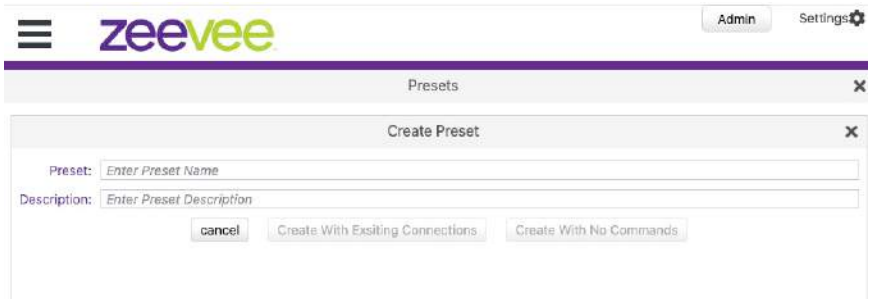 zeevee
Admin
Settings
Presets
Create Preset
Preset: Enter Preset Name
Description: Enter Preset Description
cancel Create With Exsiting Connections Create With No Commands